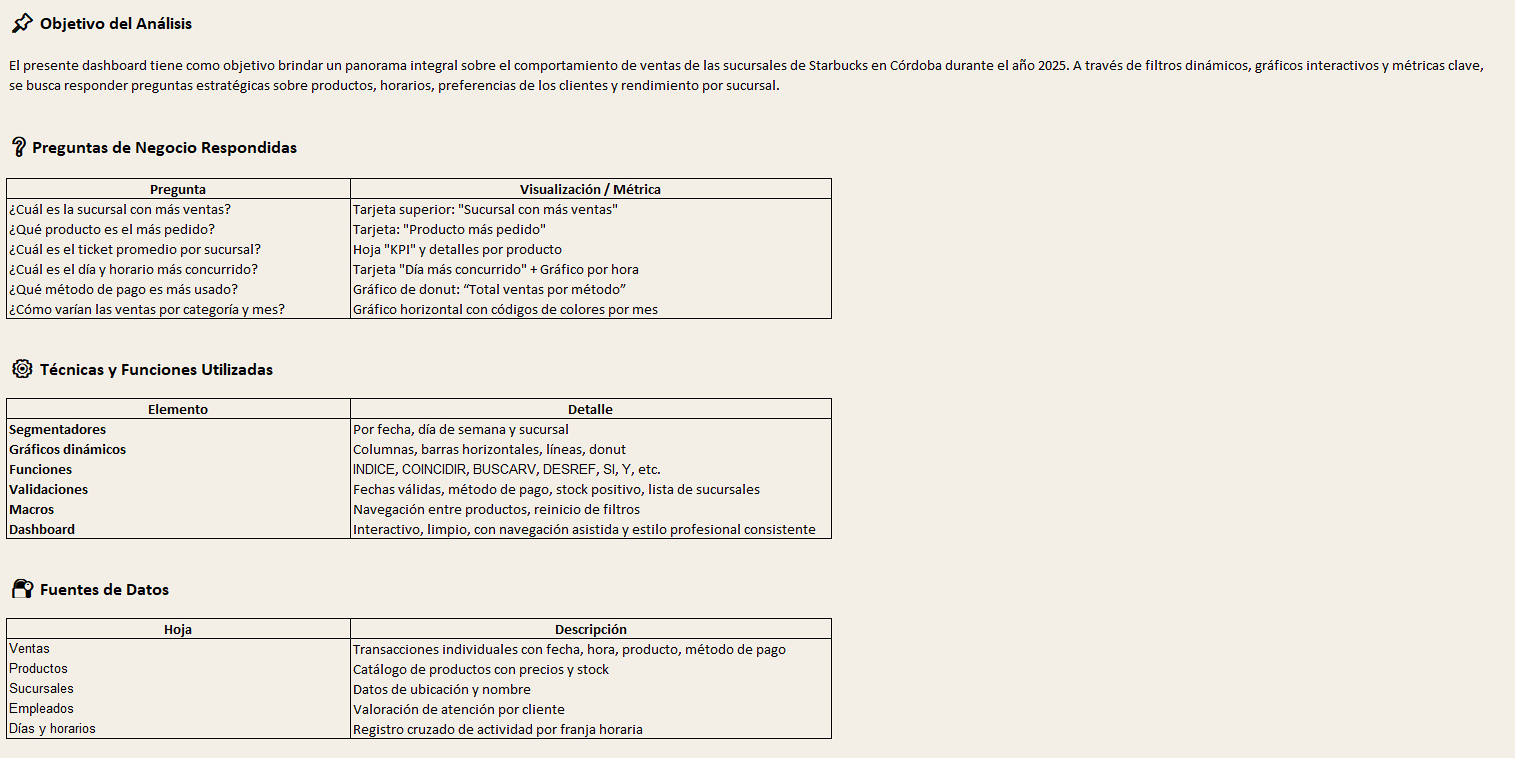 Objetivo del Análisis
El presente dashboard tiene como objetivo brindar un panorama integral sobre el comportamiento de ventas de las sucursales de Starbucks en Córdoba durante el año 2025. A través de filtros dinámicos, gráficos interactivos y métricas clave,
se busca responder preguntas estratégicas sobre productos, horarios, preferencias de los clientes y rendimiento por sucursal.
Preguntas de Negocio Respondidas
Pregunta Visualización / Métrica
¿Cuál es la sucursal con más ventas? Tarjeta superior: "Sucursal con más ventas"
¿Qué producto es el más pedido? Tarjeta: "Producto más pedido"
¿Cuál es el ticket promedio por sucursal? Hoja "KPI" y detalles por producto
¿Cuál es el día y horario más concurrido? Tarjeta "Día más concurrido" + Gráfico por hora
¿Qué método de pago es más usado? Gráfico de donut: “Total ventas por método”
¿Cómo varían las ventas por categoría y mes? Gráfico horizontal con códigos de colores por mes
Técnicas y Funciones Utilizadas
Elemento Detalle
Segmentadores Por fecha, día de semana y sucursal
Gráficos dinámicos Columnas, barras horizontales, líneas, donut
Funciones INDICE, COINCIDIR, BUSCARV, DESREF, SI, Y, etc.
Validaciones Fechas válidas, método de pago, stock positivo, lista de sucursales
Macros Navegación entre productos, reinicio de filtros
Dashboard Interactivo, limpio, con navegación asistida y estilo profesional consistente
Fuentes de Datos
Hoja Descripción
Ventas Transacciones individuales con fecha, hora, producto, método de pago
Productos Catálogo de productos con precios y stock
Sucursales Datos de ubicación y nombre
Empleados Valoración de atención por cliente
Días y horarios Registro cruzado de actividad por franja horaria